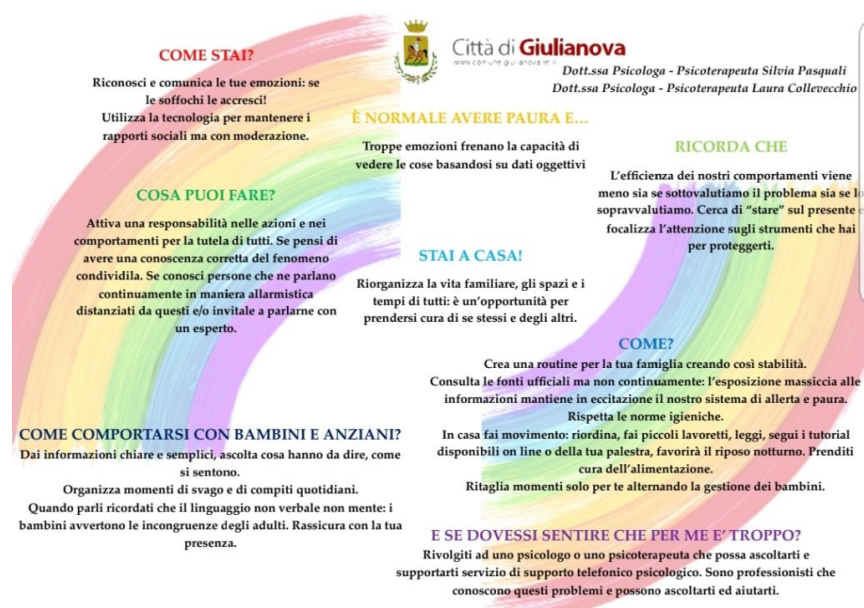 COME STAI?
Riconosci e comunica le tue emozioni: se
le soffochi le accresci!
Utilizza la tecnologia per mantenere i
rapporti sociali ma con moderazione.
Città di Giulianova
www.comune.giulianova.te.it
Dott.ssa Psicologa - Psicoterapeuta Silvia Pasquali
Dott.ssa Psicologa - Psicoterapeuta Laura Collevecchio
È NORMALE AVERE PAURA E…
Troppe emozioni frenano la capacità di
vedere le cose basandosi su dati oggettivi
RICORDA CHE
L'efficienza dei nostri comportamenti viene
meno sia se sottovalutiamo il problema sia se lo
sopravvalutiamo. Cerca di "stare" sul presente e
focalizza l'attenzione sugli strumenti che hai
per proteggerti.
COSA PUOI FARE?
Attiva una responsabilità nelle azioni e nei
comportamenti per la tutela di tutti. Se pensi di
avere una conoscenza corretta del fenomeno
condividila. Se conosci persone che ne parlano
continuamente in maniera allarmistica
distanziati da questi e/o invitale a parlarne con
un esperto.
STAI A CASA!
Riorganizza la vita familiare, gli spazi e i
tempi di tutti: è un'opportunità per
prendersi cura di se stessi e degli altri.
COME?
Crea una routine per la tua famiglia creando così stabilità.
Consulta le fonti ufficiali ma non continuamente: l'esposizione massiccia alle
informazioni mantiene in eccitazione il nostro sistema di allerta e paura.
Rispetta le norme igieniche.
In casa fai movimento: riordina, fai piccoli lavoretti, leggi, segui i tutorial
disponibili on line o della tua palestra, favorirà il riposo notturno. Prenditi
cura dell'alimentazione.
Ritaglia momenti solo per te alternando la gestione dei bambini.
COME COMPORTARSI CON BAMBINI E ANZIANI?
Dai informazioni chiare e semplici, ascolta cosa hanno da dire, come
si sentono.
Organizza momenti di svago e di compiti quotidiani.
Quando parli ricordati che il linguaggio non verbale non mente: i
bambini avvertono le incongruenze degli adulti. Rassicura con la tua
presenza.
E SE DOVESSI SENTIRE CHE PER ME E' TROPPO?
Rivolgiti ad uno psicologo o uno psicoterapeuta che possa ascoltarti e
supportarti servizio di supporto telefonico psicologico. Sono professionisti che
conoscono questi problemi e possono ascoltarti ed aiutarti.